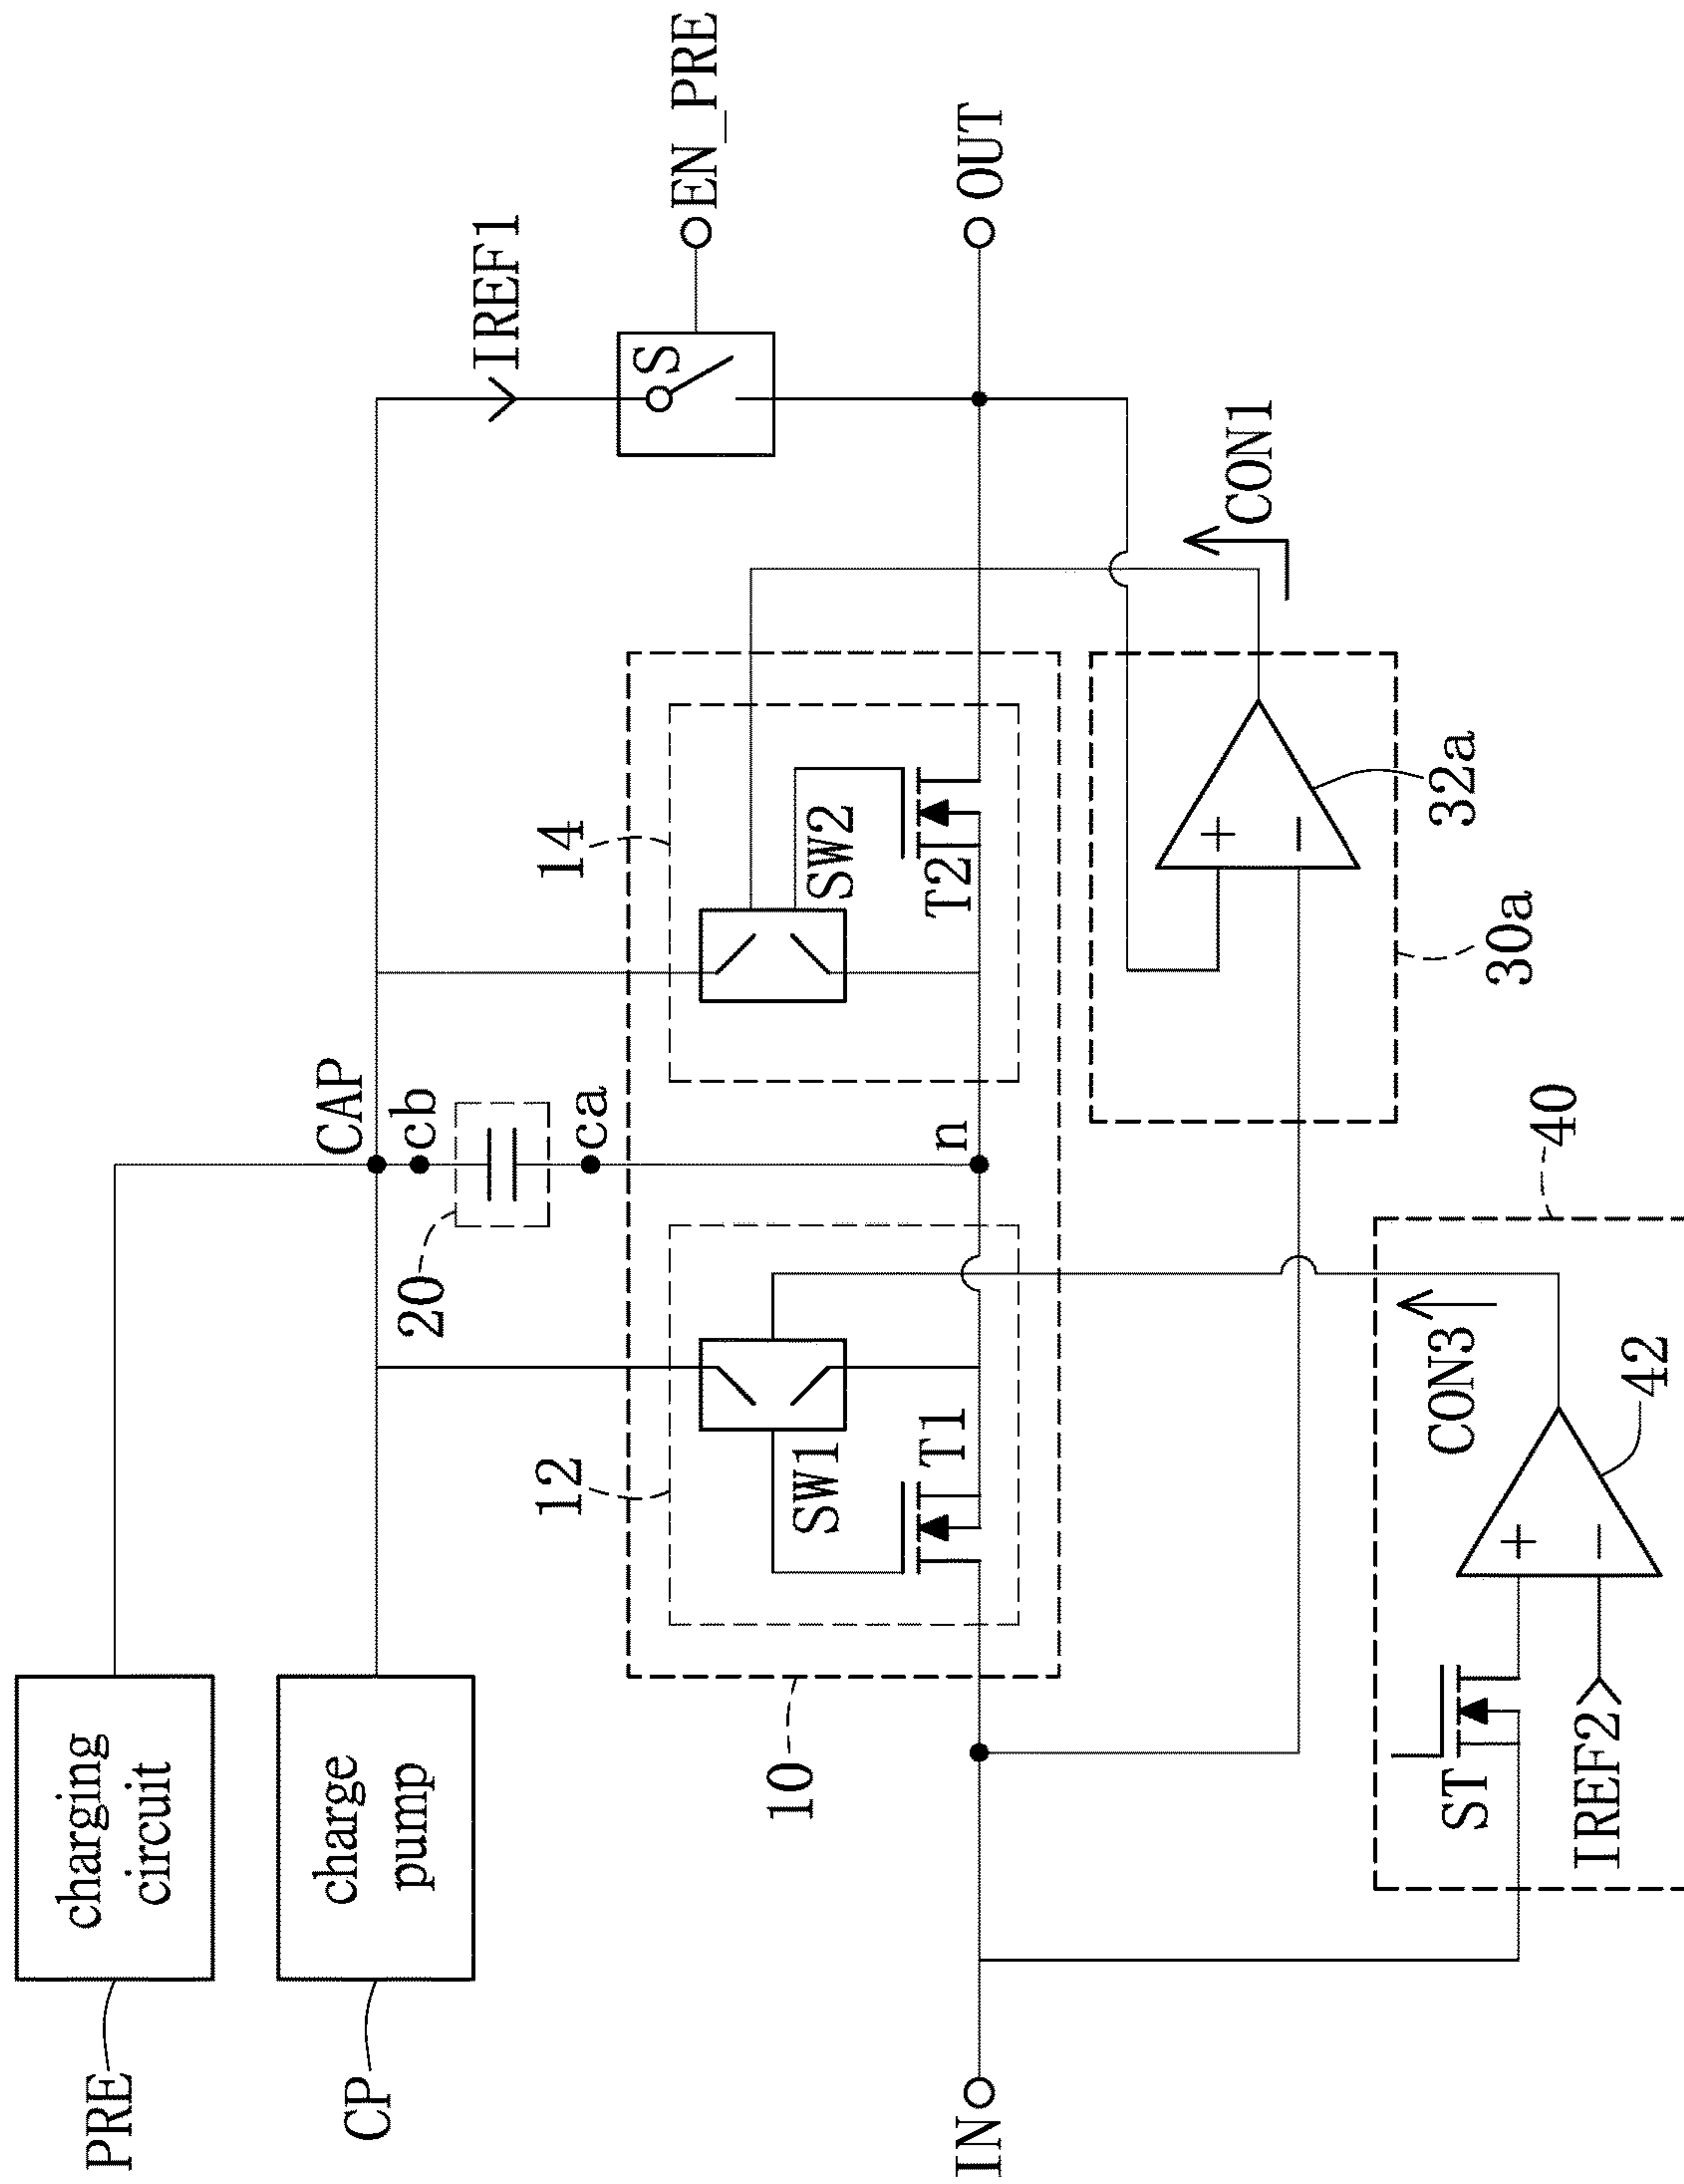 PRE
charging
circuit
CP
charge
pump
CAP
cb
20
ca
IREF1
S
EN_PRE
12
SW1
T1
n
14
SW2
T2
10
IN
OUT
CON1
+
−
32a
30a
40
CON3
42
ST
+
−
IREF2